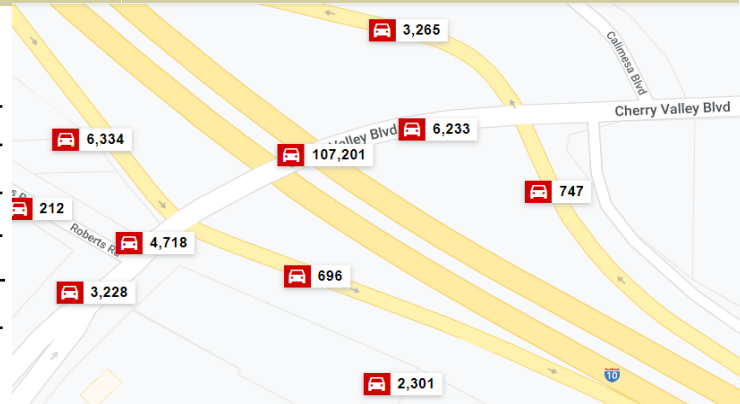 3,265
Calimesa Blvd
Cherry Valley Blvd
6,233
Valley Blvd
6,334
107,201
747
212
Roberts Rd
4,718
696
3,228
10
2,301